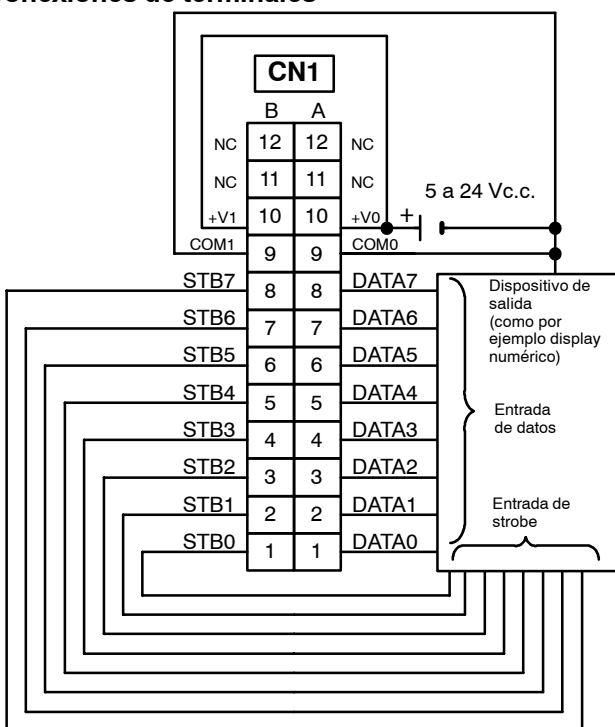 Conexiones de terminales
CN1
B A
NC 12 12 NC
NC 11 11 NC
+V1 10 10 +V0 + 5 a 24 Vc.c.
COM1 9 9 COM0
STB7 8 8 DATA7
STB6 7 7 DATA6
STB5 6 6 DATA5
STB4 5 5 DATA4
STB3 4 4 DATA3
STB2 3 3 DATA2
STB1 2 2 DATA1
STB0 1 1 DATA0
Dispositivo de
salida
(como por
ejemplo display
numérico)
Entrada
de datos
Entrada de
strobe